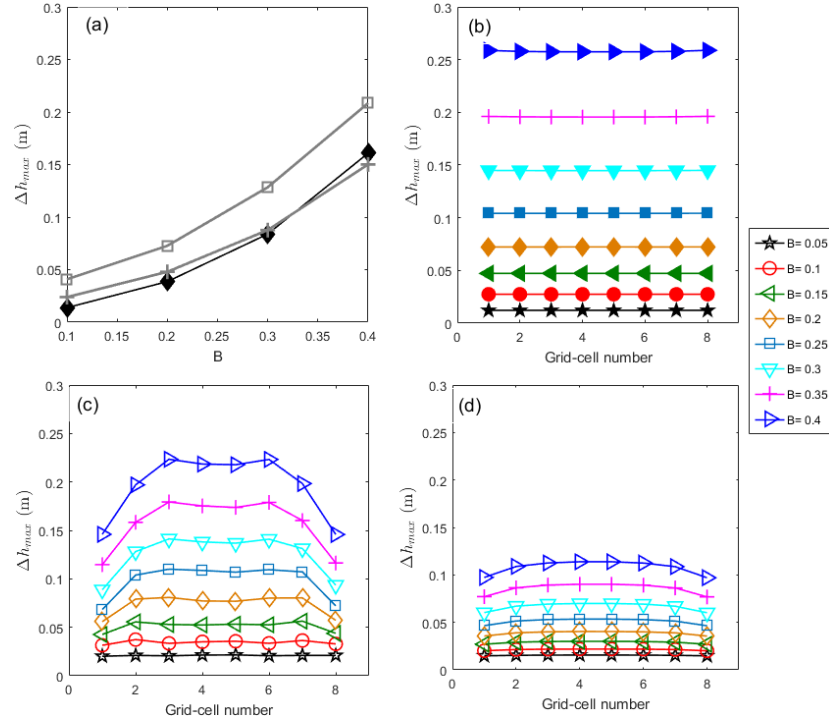 (a)
0.3
0.25
0.2
0.15
0.1
0.05
0
Δh_max (m)
0.1 0.15 0.2 0.25 0.3 0.35 0.4
B
(b)
0.3
0.25
0.2
0.15
0.1
0.05
0
Δh_max (m)
0 2 4 6 8
Grid-cell number
B= 0.05
B= 0.1
B= 0.15
B= 0.2
B= 0.25
B= 0.3
B= 0.35
B= 0.4
(c)
0.3
0.25
0.2
0.15
0.1
0.05
0
Δh_max (m)
0 2 4 6 8
Grid-cell number
(d)
0.3
0.25
0.2
0.15
0.1
0.05
0
Δh_max (m)
0 2 4 6 8
Grid-cell number